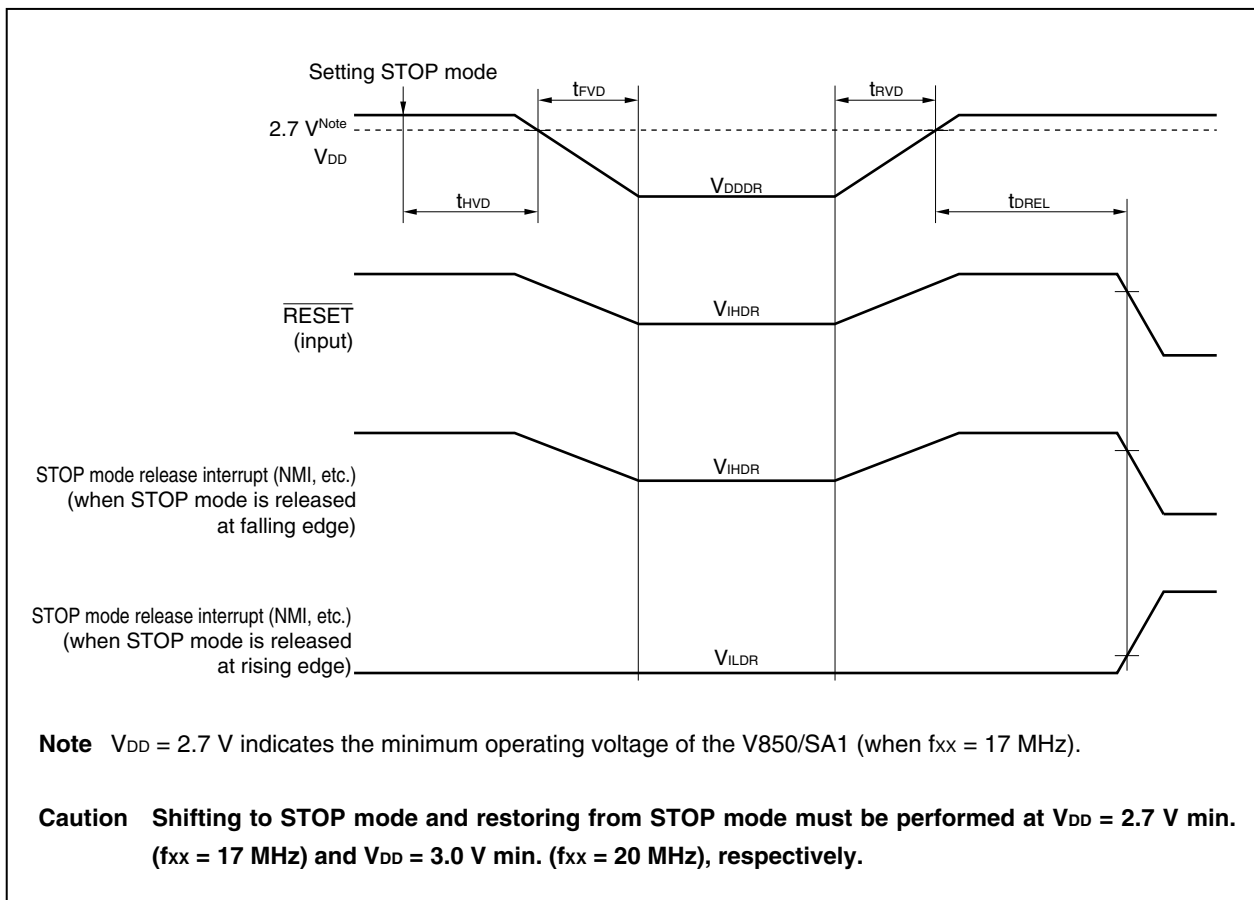 Setting STOP mode
tFVD
tRVD
2.7 VNote
VDD
VDDDR
tHVD
tDREL
RESET
(input)
VIHDR
STOP mode release interrupt (NMI, etc.)
(when STOP mode is released
at falling edge)
VIHDR
STOP mode release interrupt (NMI, etc.)
(when STOP mode is released
at rising edge)
VILDR
Note VDD = 2.7 V indicates the minimum operating voltage of the V850/SA1 (when fXX = 17 MHz).
Caution Shifting to STOP mode and restoring from STOP mode must be performed at VDD = 2.7 V min.
(fXX = 17 MHz) and VDD = 3.0 V min. (fXX = 20 MHz), respectively.